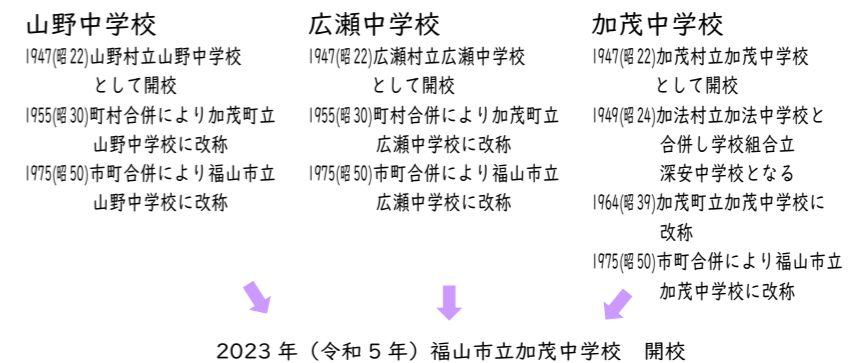 山野中学校
1947(昭22)山野村立山野中学校
として開校
1955(昭30)町村合併により加茂町立
山野中学校に改称
1975(昭50)市町合併により福山市立
山野中学校に改称
広瀬中学校
1947(昭22)広瀬村立広瀬中学校
として開校
1955(昭30)町村合併により加茂町立
広瀬中学校に改称
1975(昭50)市町合併により福山市立
広瀬中学校に改称
加茂中学校
1947(昭22)加茂村立加茂中学校
として開校
1949(昭24)加法村立加法中学校と
合併し学校組合立
深安中学校となる
1964(昭39)加茂町立加茂中学校に
改称
1975(昭50)市町合併により福山市立
加茂中学校に改称
2023年（令和5年）福山市立加茂中学校　開校